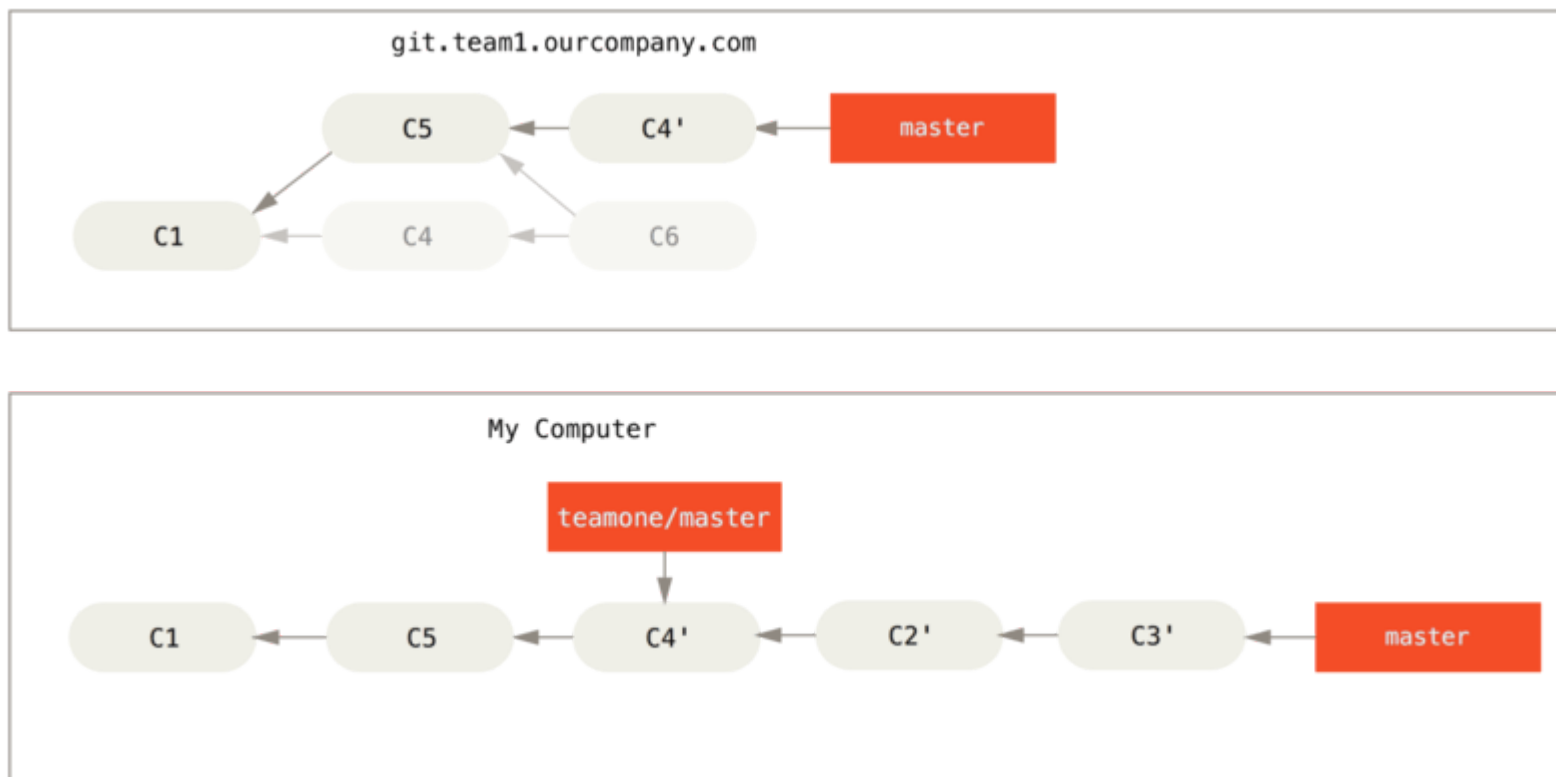 git.team1.ourcompany.com
C5 C4' master
C1 C4 C6
My Computer
teamone/master
C1 C5 C4' C2' C3' master